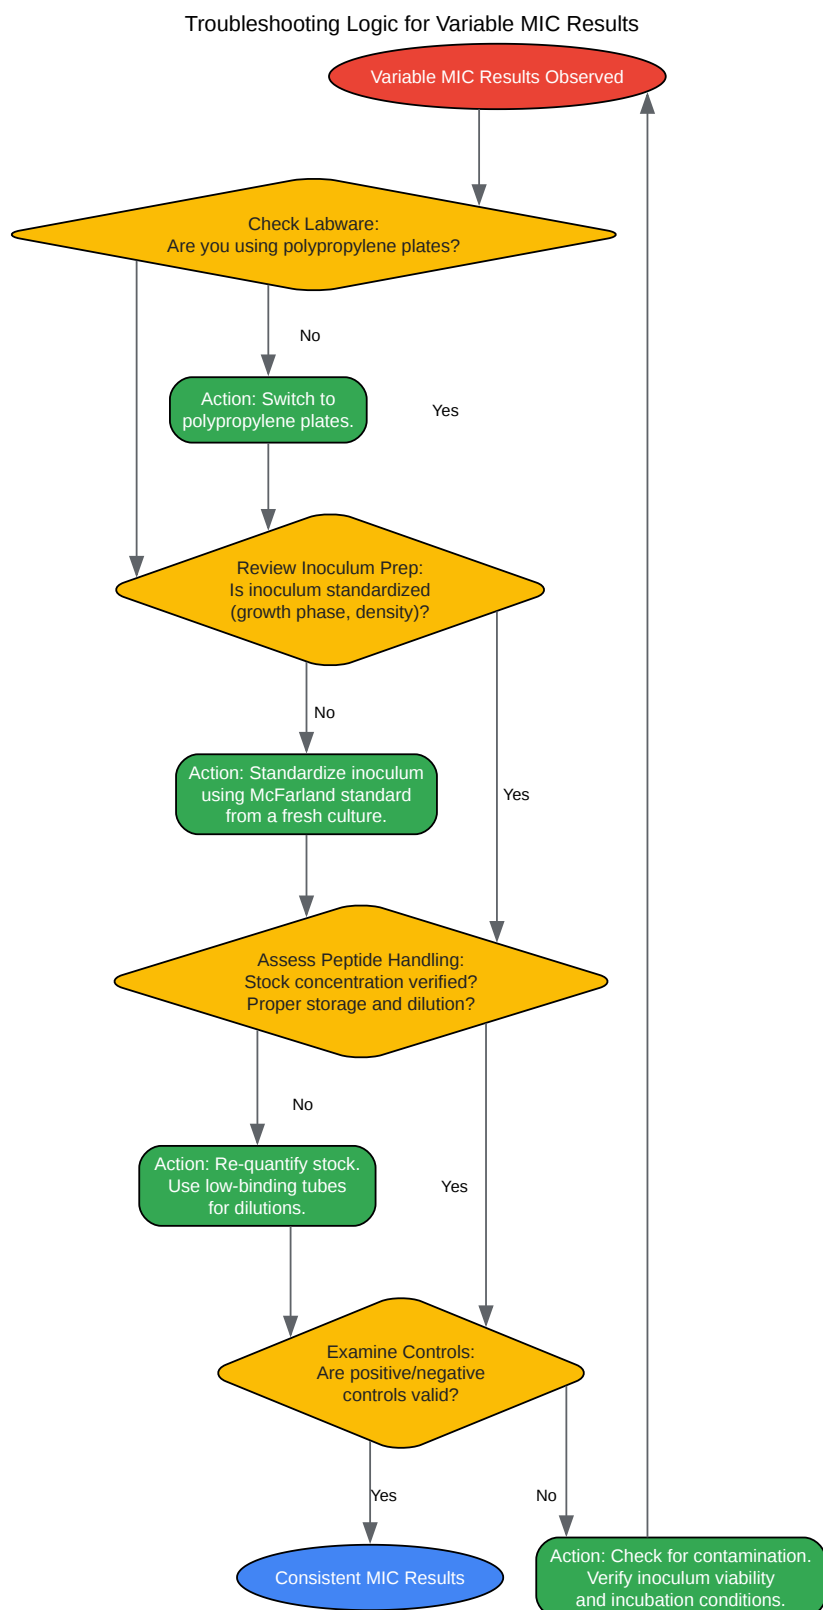 Troubleshooting Logic for Variable MIC Results
Variable MIC Results Observed
Check Labware:
Are you using polypropylene plates?
No
Yes
Action: Switch to
polypropylene plates.
Review Inoculum Prep:
Is inoculum standardized
(growth phase, density)?
No
Yes
Action: Standardize inoculum
using McFarland standard
from a fresh culture.
Assess Peptide Handling:
Stock concentration verified?
Proper storage and dilution?
No
Yes
Action: Re-quantify stock.
Use low-binding tubes
for dilutions.
Examine Controls:
Are positive/negative
controls valid?
Yes
No
Consistent MIC Results
Action: Check for contamination.
Verify inoculum viability
and incubation conditions.